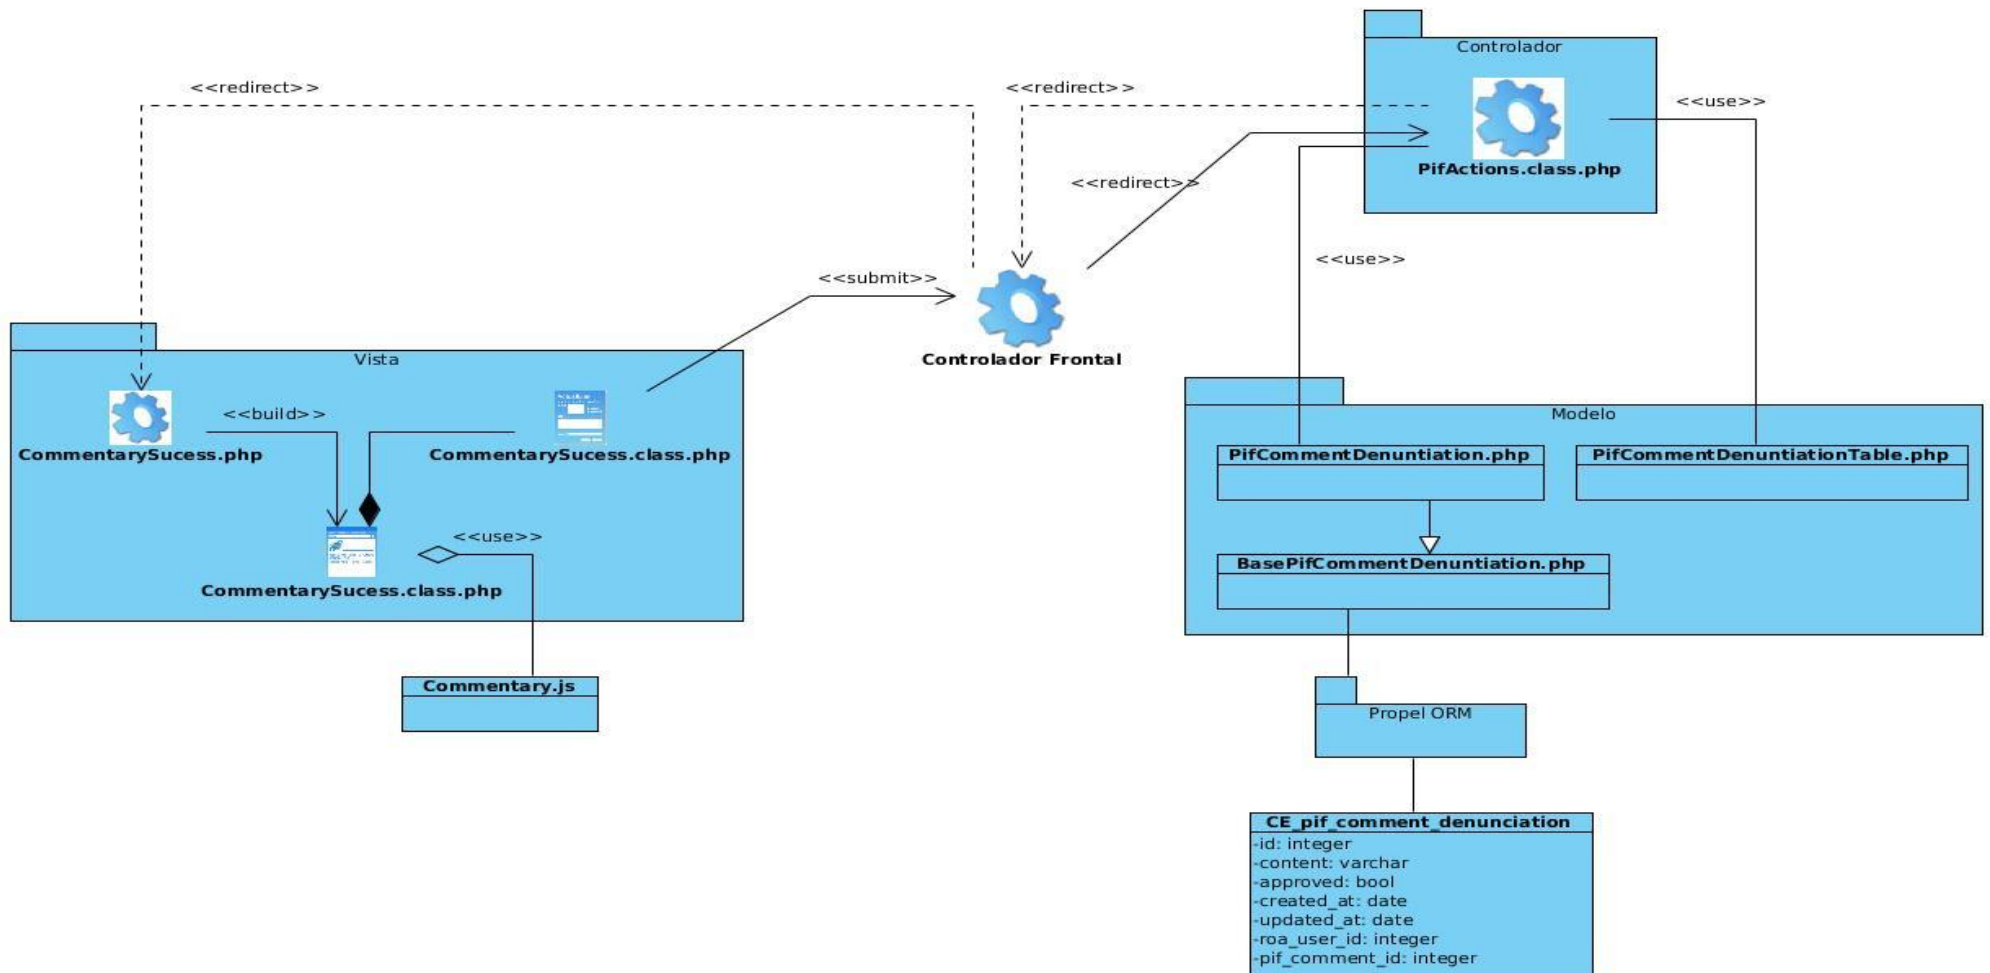 Controlador
<<redirect>>
<<redirect>>
<<use>>
PifActions.class.php
<<redirect>>
<<use>>
<<submit>>
Controlador Frontal
Vista
<<build>>
CommentarySucess.php
CommentarySucess.class.php
<<use>>
CommentarySucess.class.php
Commentary.js
Modelo
PifCommentDenuntiation.php
PifCommentDenuntiationTable.php
BasePifCommentDenuntiation.php
Propel ORM
CE_pif_comment_denunciation
-id: integer
-content: varchar
-approved: bool
-created_at: date
-updated_at: date
-roa_user_id: integer
-pif_comment_id: integer